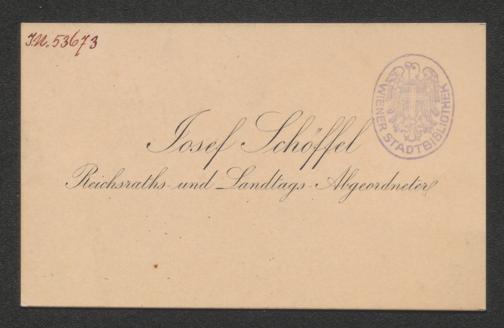 I.N. 53673
WIENER STADTBIBLIOTHEK
Josef Schöffel
Reichsraths- und Landtags-Abgeordneter